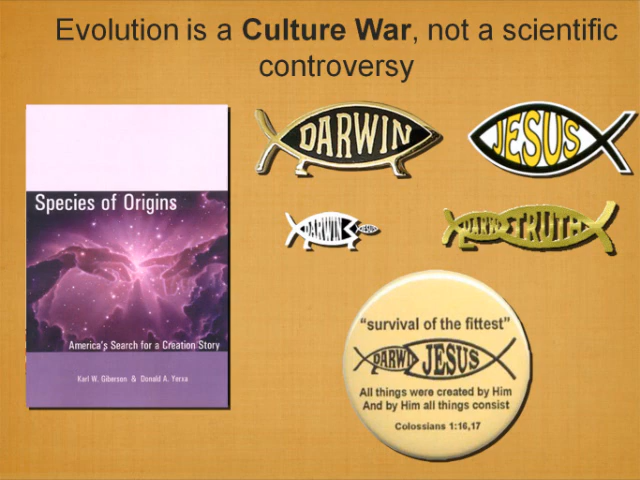 Evolution is a Culture War, not a scientific
controversy
Species of Origins
America's Search for a Creation Story
Karl W. Giberson & Donald A. Yerxa
DARWIN
JESUS
DARWIN
TRUTH
"survival of the fittest"
DARWI JESUS
All things were created by Him
And by Him all things consist
Colossians 1:16,17